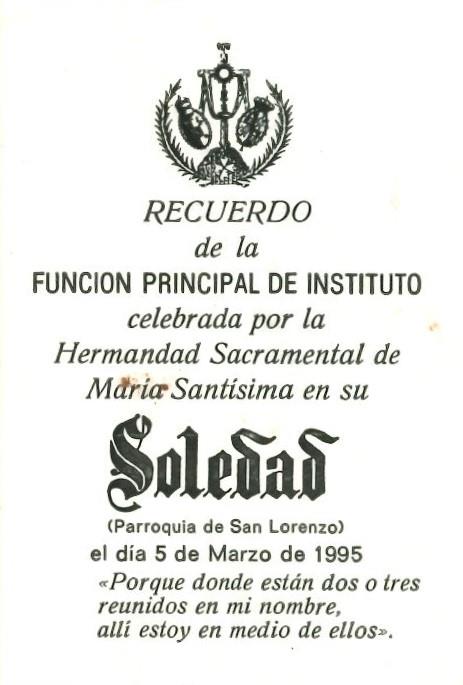 RECUERDO
de la
FUNCION PRINCIPAL DE INSTITUTO
celebrada por la
Hermandad Sacramental de
María Santísima en su
Soledad
(Parroquia de San Lorenzo)
el día 5 de Marzo de 1995
«Porque donde están dos o tres
reunidos en mi nombre,
allí estoy en medio de ellos».